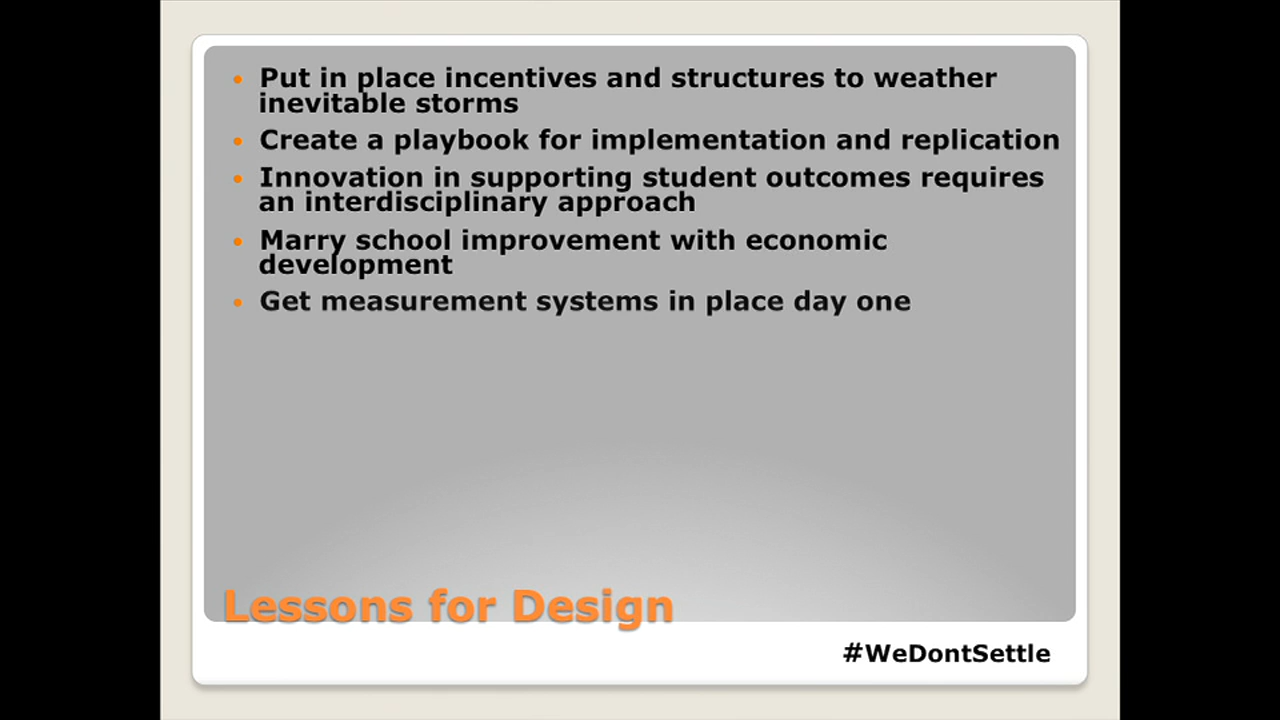 • Put in place incentives and structures to weather
inevitable storms
• Create a playbook for implementation and replication
• Innovation in supporting student outcomes requires
an interdisciplinary approach
• Marry school improvement with economic
development
• Get measurement systems in place day one
Lessons for Design
#WeDontSettle